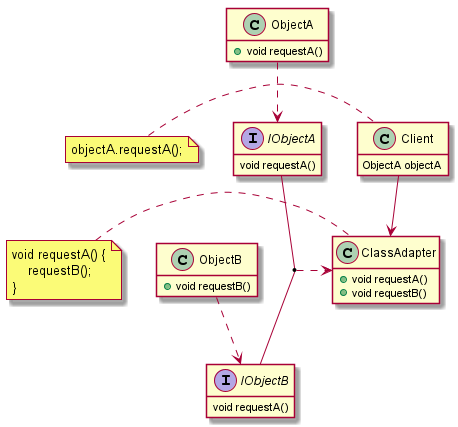 C ObjectA
void requestA()
objectA.requestA();
I IObjectA
void requestA()
C Client
ObjectA objectA
void requestA() {
requestB();
}
C ObjectB
void requestB()
C ClassAdapter
void requestA()
void requestB()
I IObjectB
void requestA()